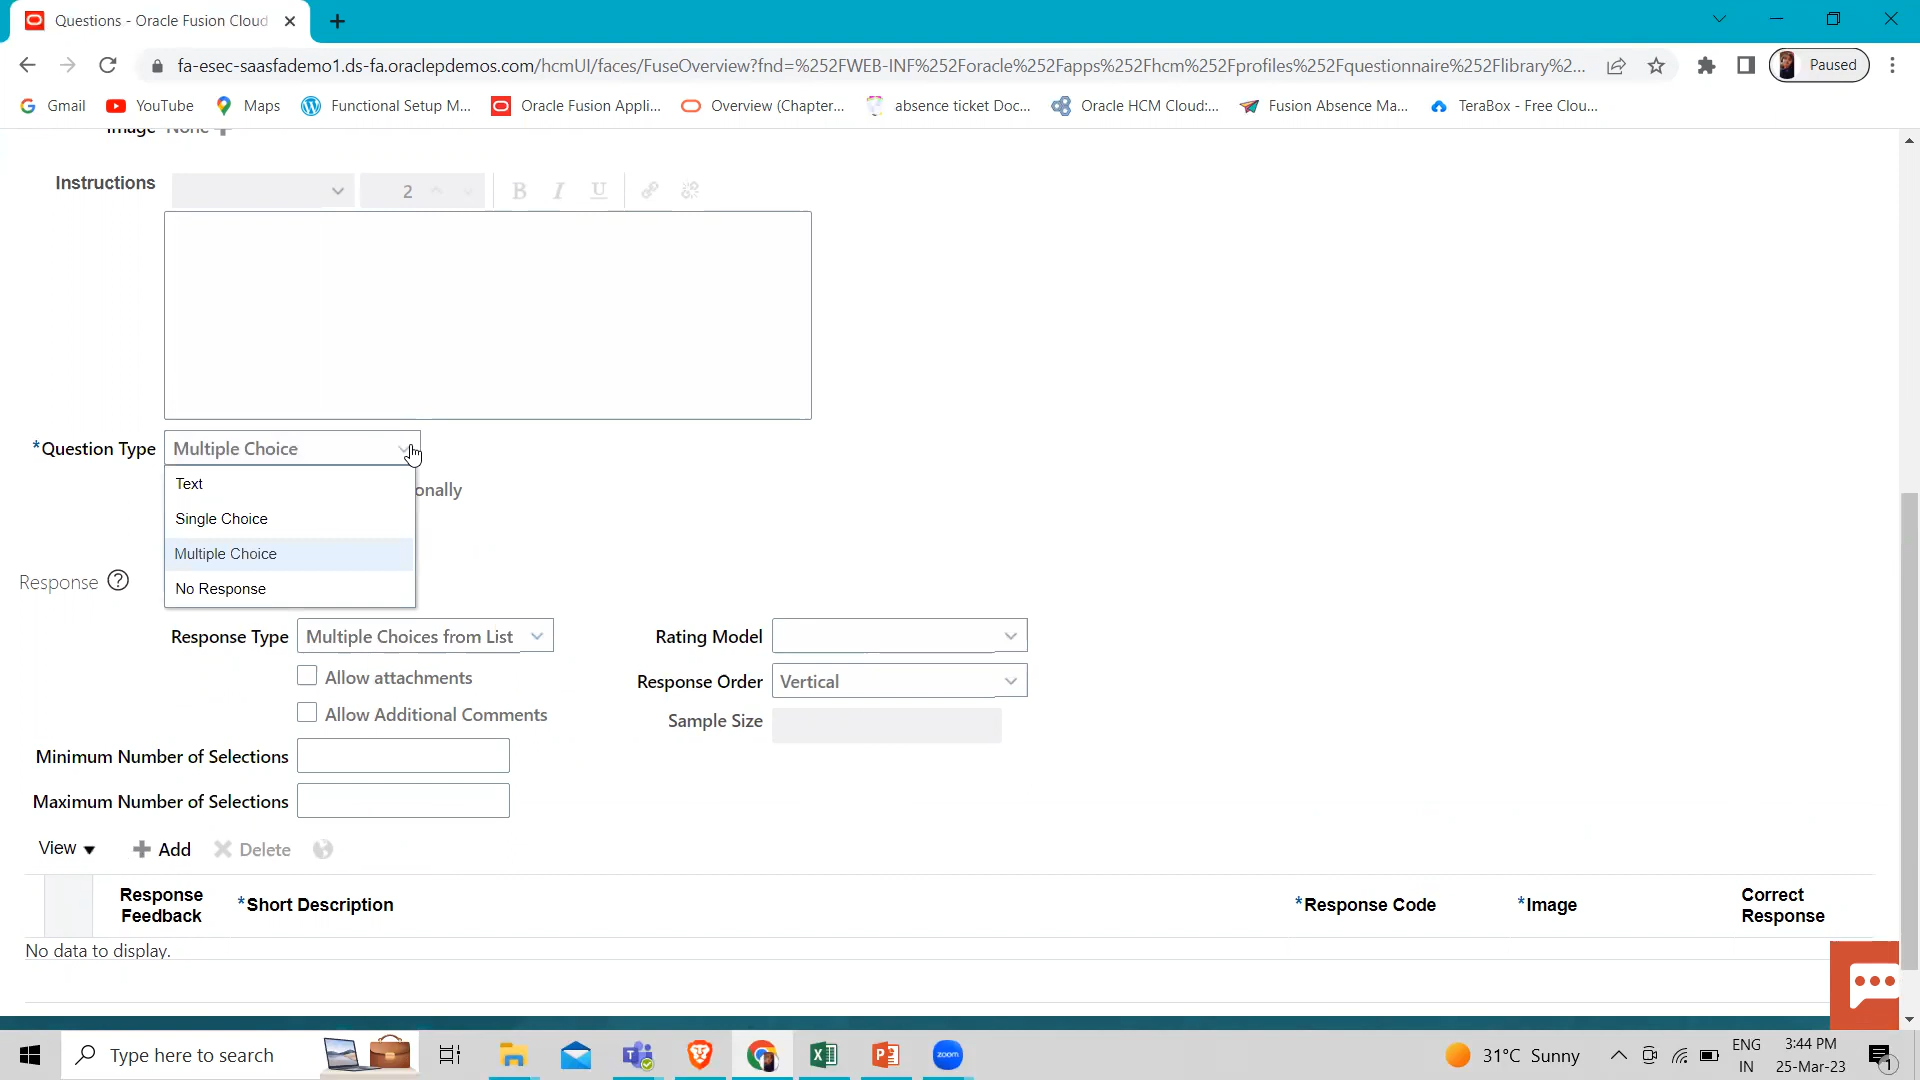 Questions - Oracle Fusion Cloud
fa-esec-saasfademo1.ds-fa.oraclepdemos.com/hcmUI/faces/FuseOverview?fnd=%252FWEB-INF%252Foracle%252Fapps%252Fhcm%252Fprofiles%252Fquestionnaire%252Flibrary%2... Paused
Gmail YouTube Maps Functional Setup M... Oracle Fusion Appli... Overview (Chapter... absence ticket Doc... Oracle HCM Cloud:... Fusion Absence Ma... TeraBox - Free Clou...
Image None
Instructions 2 B I U
*Question Type Multiple Choice
Text
onally
Single Choice
Multiple Choice
Response ?
No Response
Response Type Multiple Choices from List Rating Model
Allow attachments Response Order Vertical
Allow Additional Comments Sample Size
Minimum Number of Selections
Maximum Number of Selections
View Add Delete
Response Feedback *Short Description *Response Code *Image Correct Response
No data to display.
Type here to search zoom 31°C Sunny ENG IN 3:44 PM 25-Mar-23 1